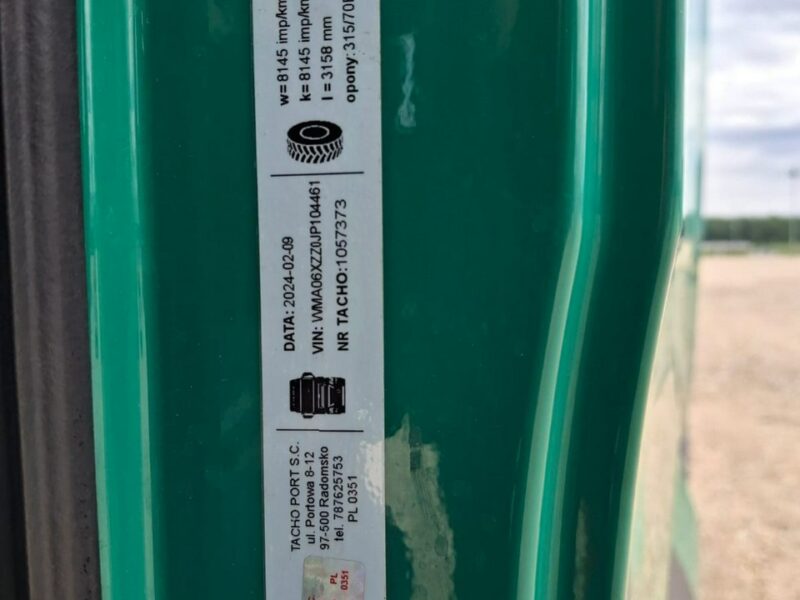 TACHO PORT S.C.
ul. Portowa 8-12
97-500 Radomsko
tel. 787625753
PL 0351
DATA: 2024-02-09
VIN: WMA06XZZ0JP104461
NR TACHO:1057373
w= 8145 imp/km
k= 8145 imp/km
l = 3158 mm
opony: 315/70
PL
0351